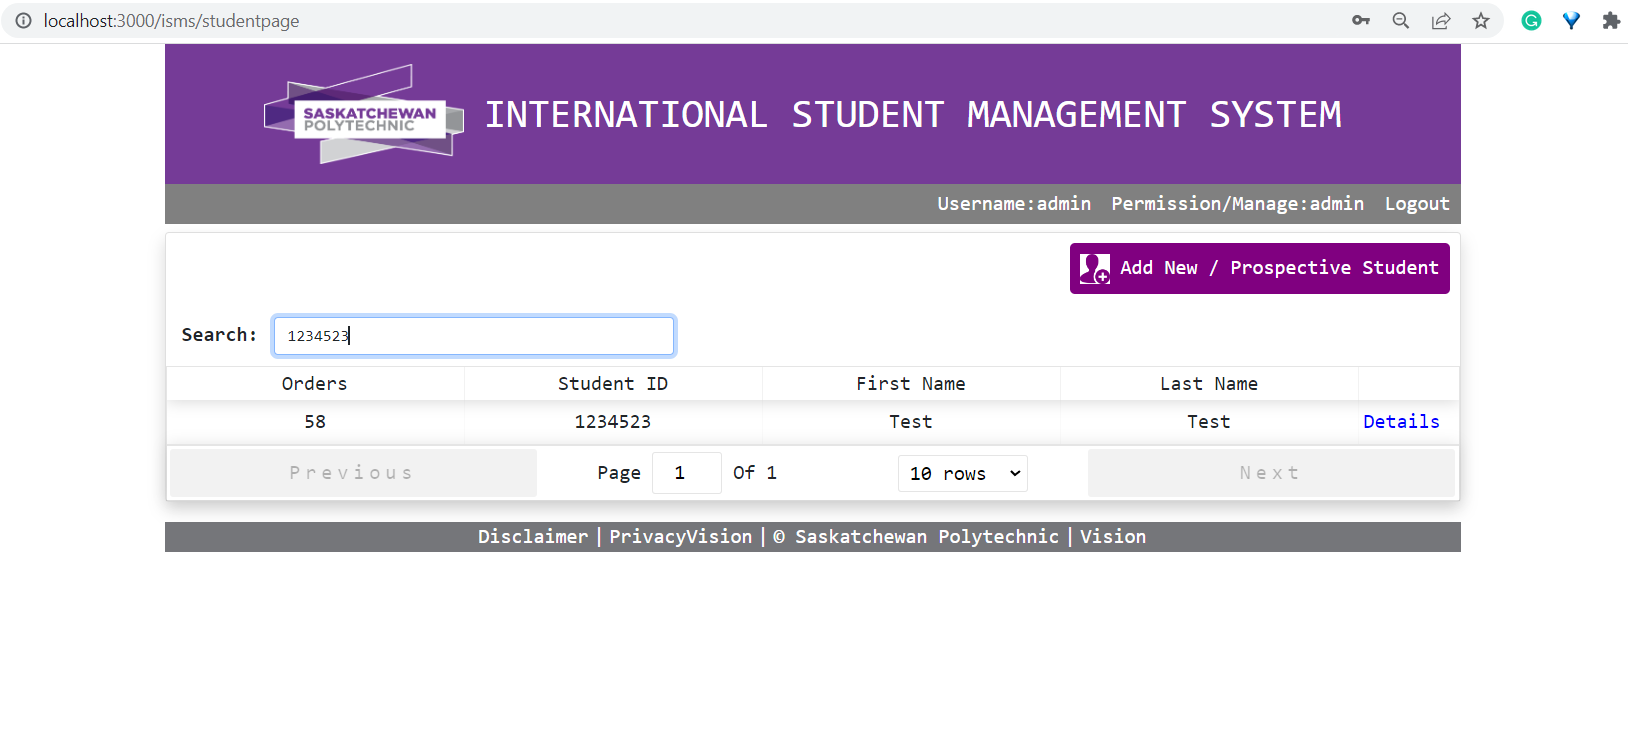 localhost:3000/isms/studentpage
SASKATCHEWAN
POLYTECHNIC
INTERNATIONAL STUDENT MANAGEMENT SYSTEM
Username:admin Permission/Manage:admin Logout
Add New / Prospective Student
Search: 1234523
Orders Student ID First Name Last Name
58 1234523 Test Test Details
Previous Page 1 Of 1 10 rows Next
Disclaimer | PrivacyVision | © Saskatchewan Polytechnic | Vision